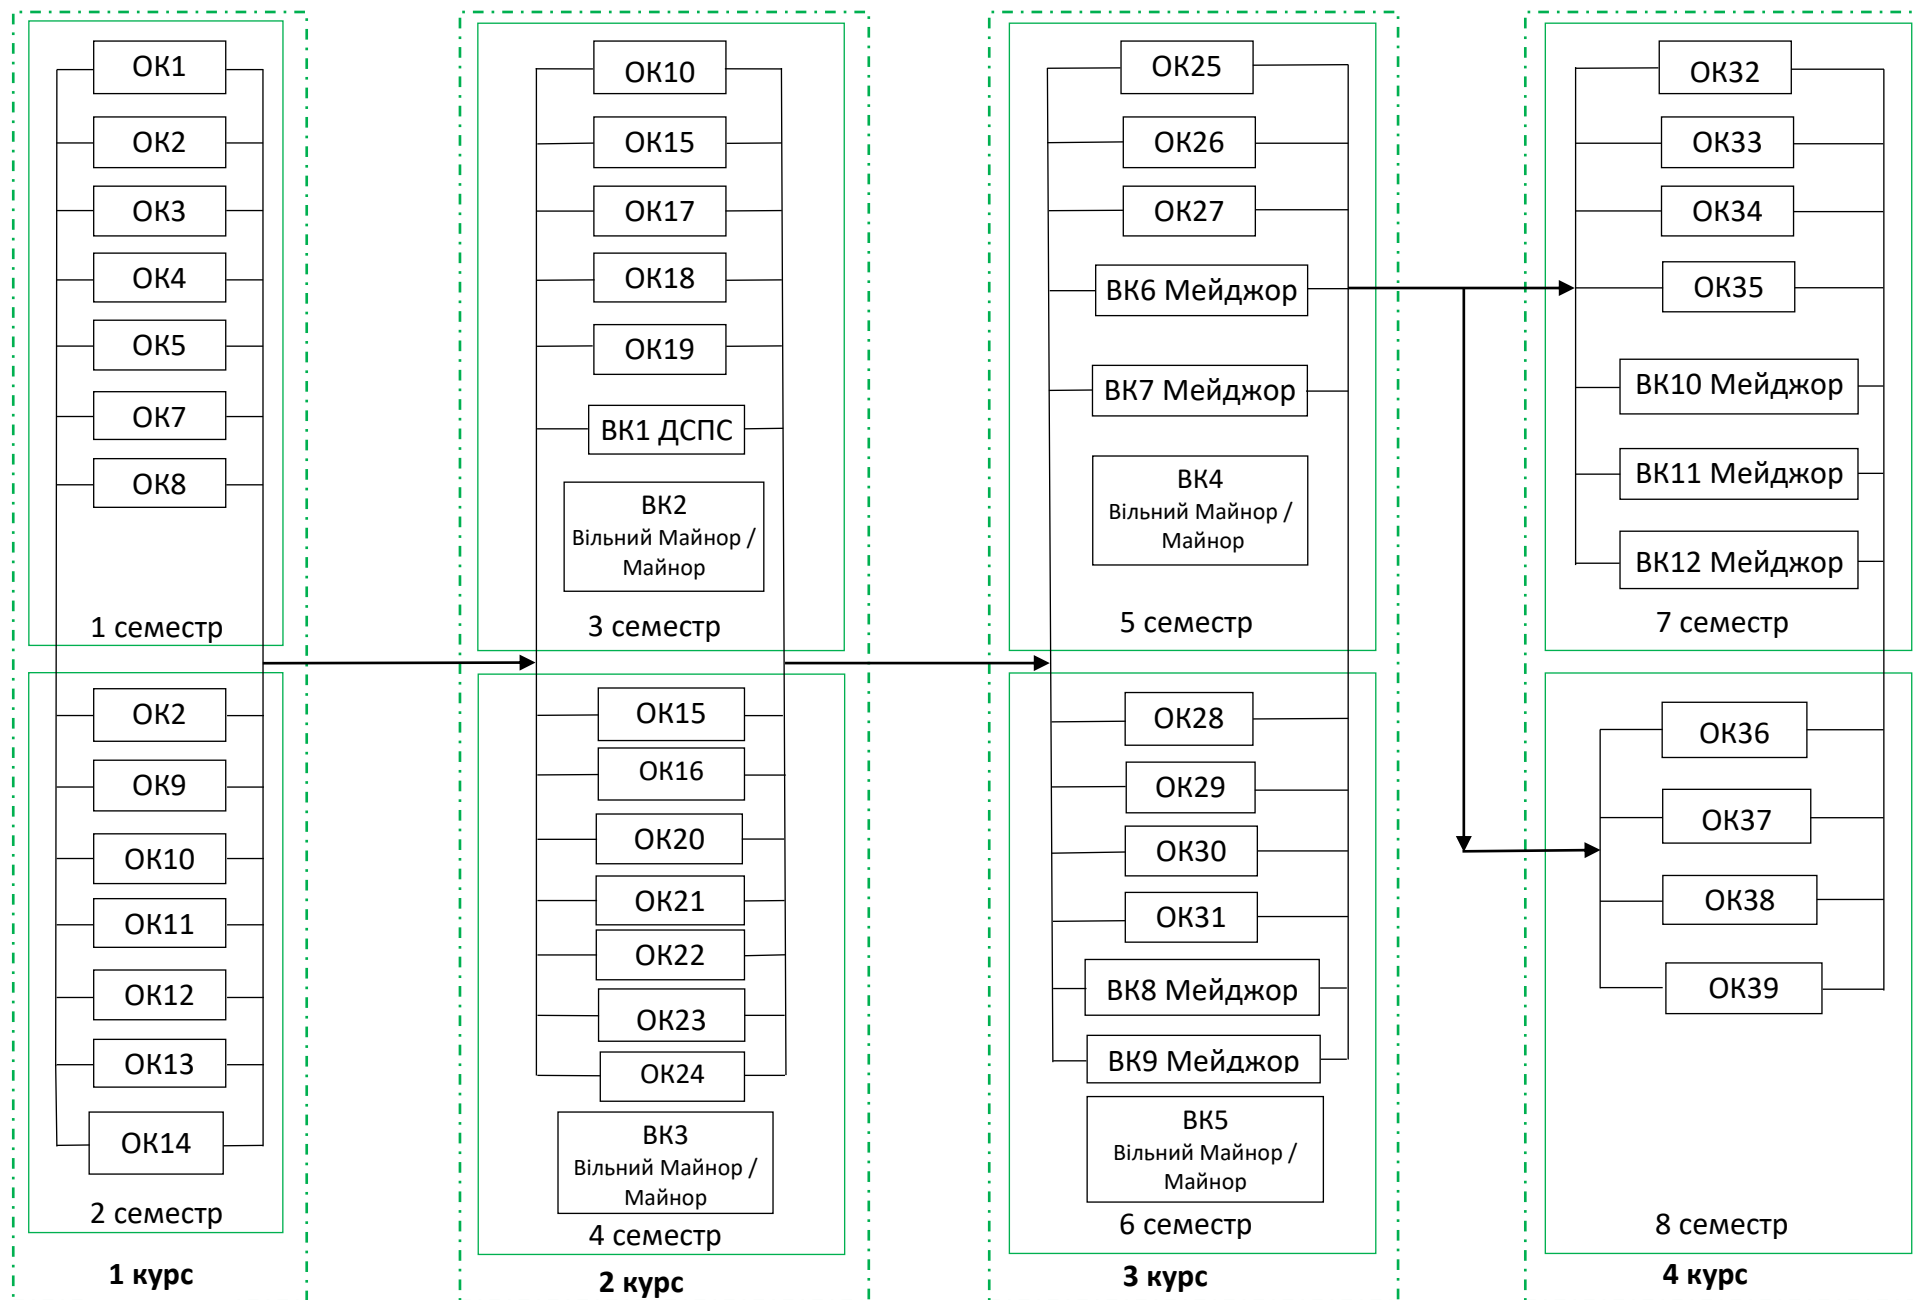 ОК1
ОК2
ОК3
ОК4
ОК5
ОК7
ОК8
1 семестр
ОК2
ОК9
ОК10
ОК11
ОК12
ОК13
ОК14
2 семестр
1 курс
ОК10
ОК15
ОК17
ОК18
ОК19
ВК1 ДСПС
ВК2
Вільний Майнор /
Майнор
3 семестр
ОК15
ОК16
ОК20
ОК21
ОК22
ОК23
ОК24
ВК3
Вільний Майнор /
Майнор
4 семестр
2 курс
ОК25
ОК26
ОК27
ВК6 Мейджор
ВК7 Мейджор
ВК4
Вільний Майнор /
Майнор
5 семестр
ОК28
ОК29
ОК30
ОК31
ВК8 Мейджор
ВК9 Мейджор
ВК5
Вільний Майнор /
Майнор
6 семестр
3 курс
ОК32
ОК33
ОК34
ОК35
ВК10 Мейджор
ВК11 Мейджор
ВК12 Мейджор
7 семестр
ОК36
ОК37
ОК38
ОК39
8 семестр
4 курс